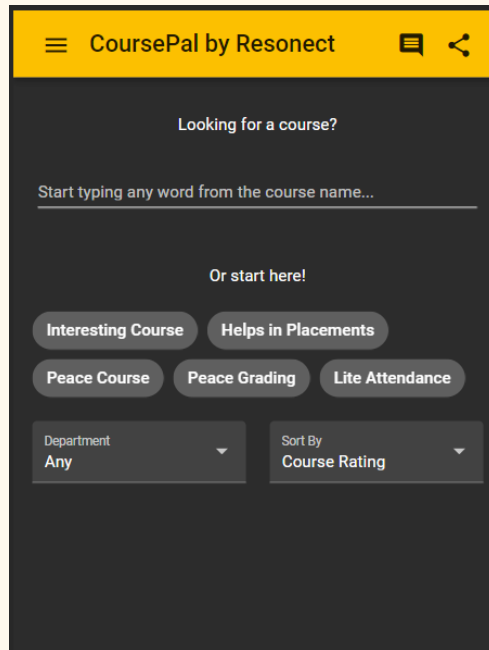 CoursePal by Resonect
Looking for a course?
Start typing any word from the course name...
Or start here!
Interesting Course Helps in Placements
Peace Course Peace Grading Lite Attendance
Department Sort By
Any Course Rating